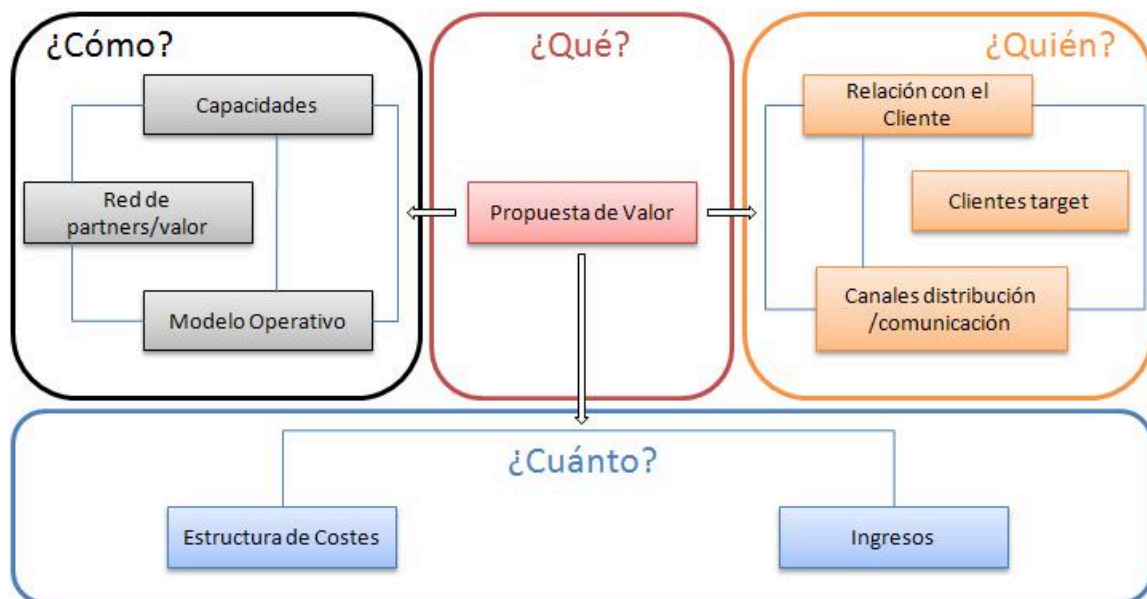 ¿Cómo?
Capacidades
Red de
partners/valor
Modelo Operativo
¿Qué?
Propuesta de Valor
¿Quién?
Relación con el
Cliente
Clientes target
Canales distribución
/comunicación
¿Cuánto?
Estructura de Costes
Ingresos